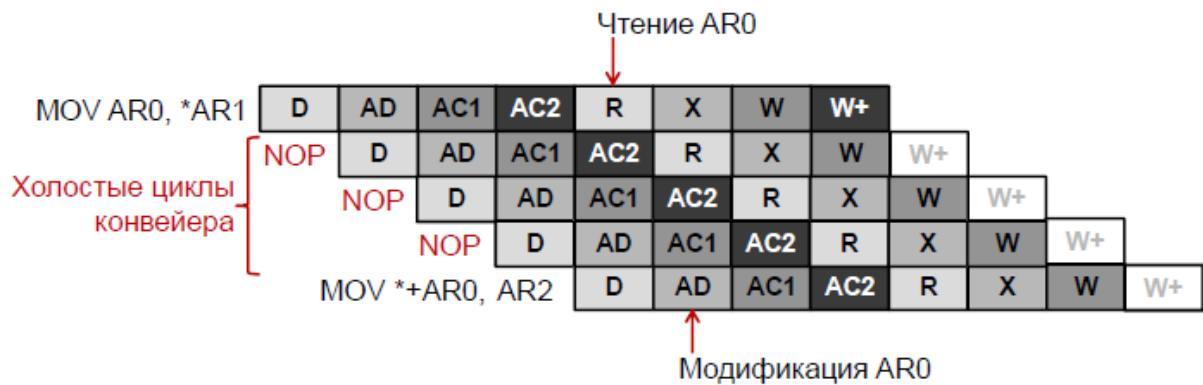 Чтение AR0
MOV AR0, *AR1 D AD AC1 AC2 R X W W+
NOP D AD AC1 AC2 R X W W+
Холостые циклы
конвейера
NOP D AD AC1 AC2 R X W W+
NOP D AD AC1 AC2 R X W W+
MOV *+AR0, AR2 D AD AC1 AC2 R X W W+
Модификация AR0